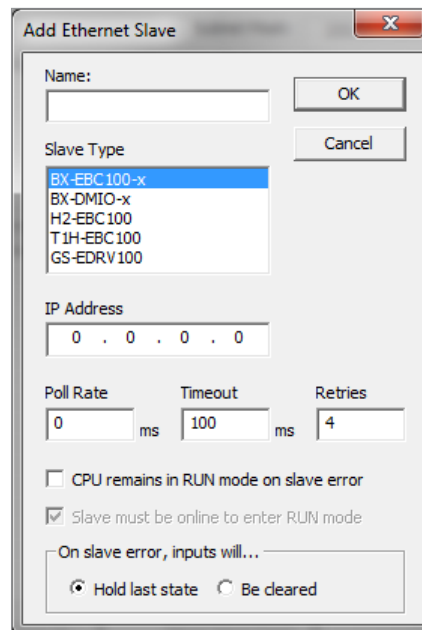 Add Ethernet Slave
Name:
OK
Cancel
Slave Type
BX-EBC100-x
BX-DMIO-x
H2-EBC100
T1H-EBC100
GS-EDRV100
IP Address
0 . 0 . 0 . 0
Poll Rate Timeout Retries
0 ms 100 ms 4
CPU remains in RUN mode on slave error
Slave must be online to enter RUN mode
On slave error, inputs will...
Hold last state Be cleared